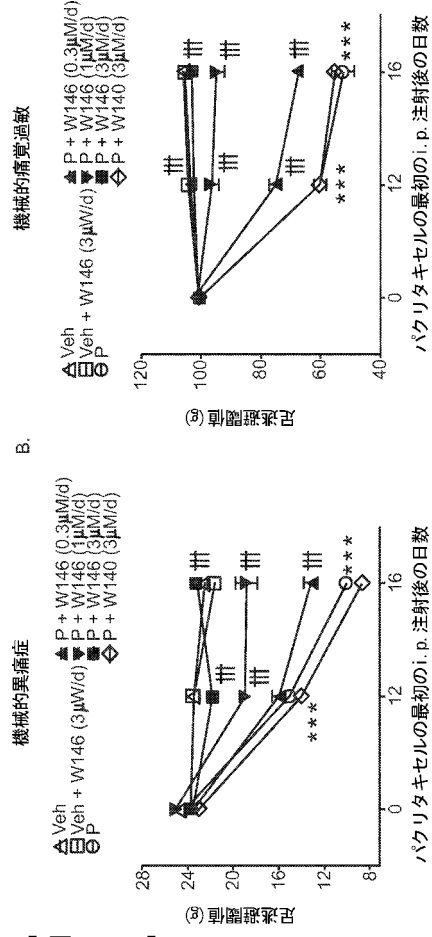 機械的異痛症
Veh
Veh + W146 (3μW/d)
P
P + W146 (0.3μM/d)
P + W146 (1μM/d)
P + W146 (3μM/d)
P + W140 (3μM/d)
足逃避閾値 (g)
28
24
20
16
12
8
†††
†††
†††
†††
†††
***
***
0
12
16
パクリタキセルの最初のi.p.注射後の日数
B.
機械的痛覚過敏
Veh
Veh + W146 (3μW/d)
P
P + W146 (0.3μM/d)
P + W146 (1μM/d)
P + W146 (3μM/d)
P + W140 (3μM/d)
足逃避閾値 (g)
120
100
80
60
40
†††
†††
†††
†††
†††
†††
***
***
0
12
16
パクリタキセルの最初のi.p.注射後の日数